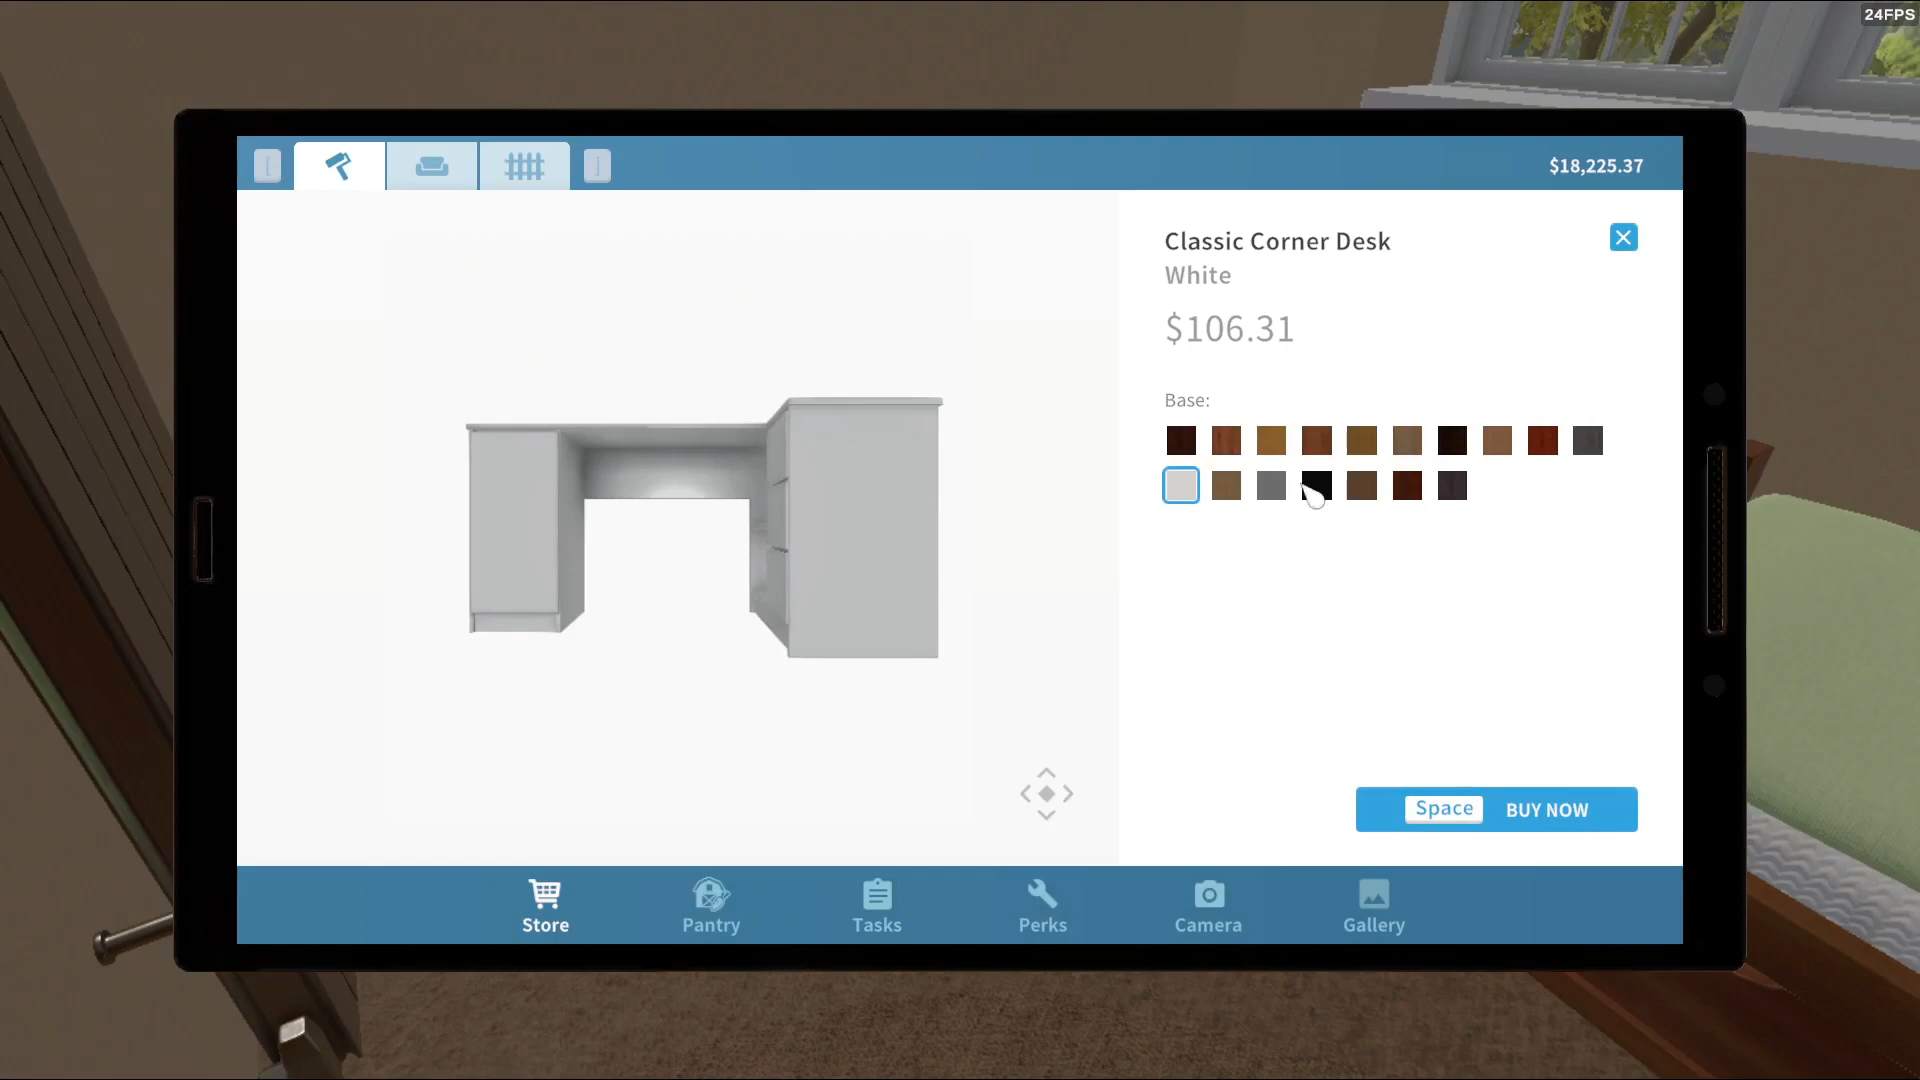 24FPS
[
]
$18,225.37
Classic Corner Desk
White
$106.31
Base:
Space BUY NOW
Store
Pantry
Tasks
Perks
Camera
Gallery